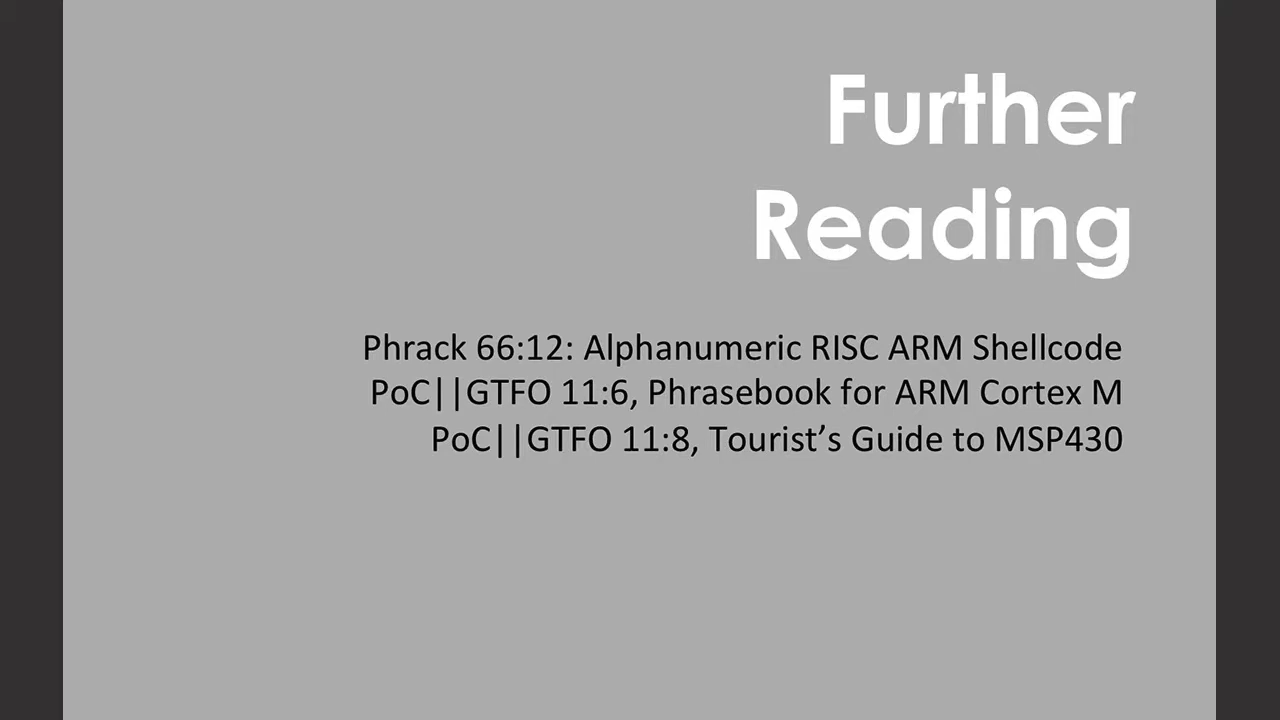 Further
Reading
Phrack 66:12: Alphanumeric RISC ARM Shellcode
PoC||GTFO 11:6, Phrasebook for ARM Cortex M
PoC||GTFO 11:8, Tourist’s Guide to MSP430